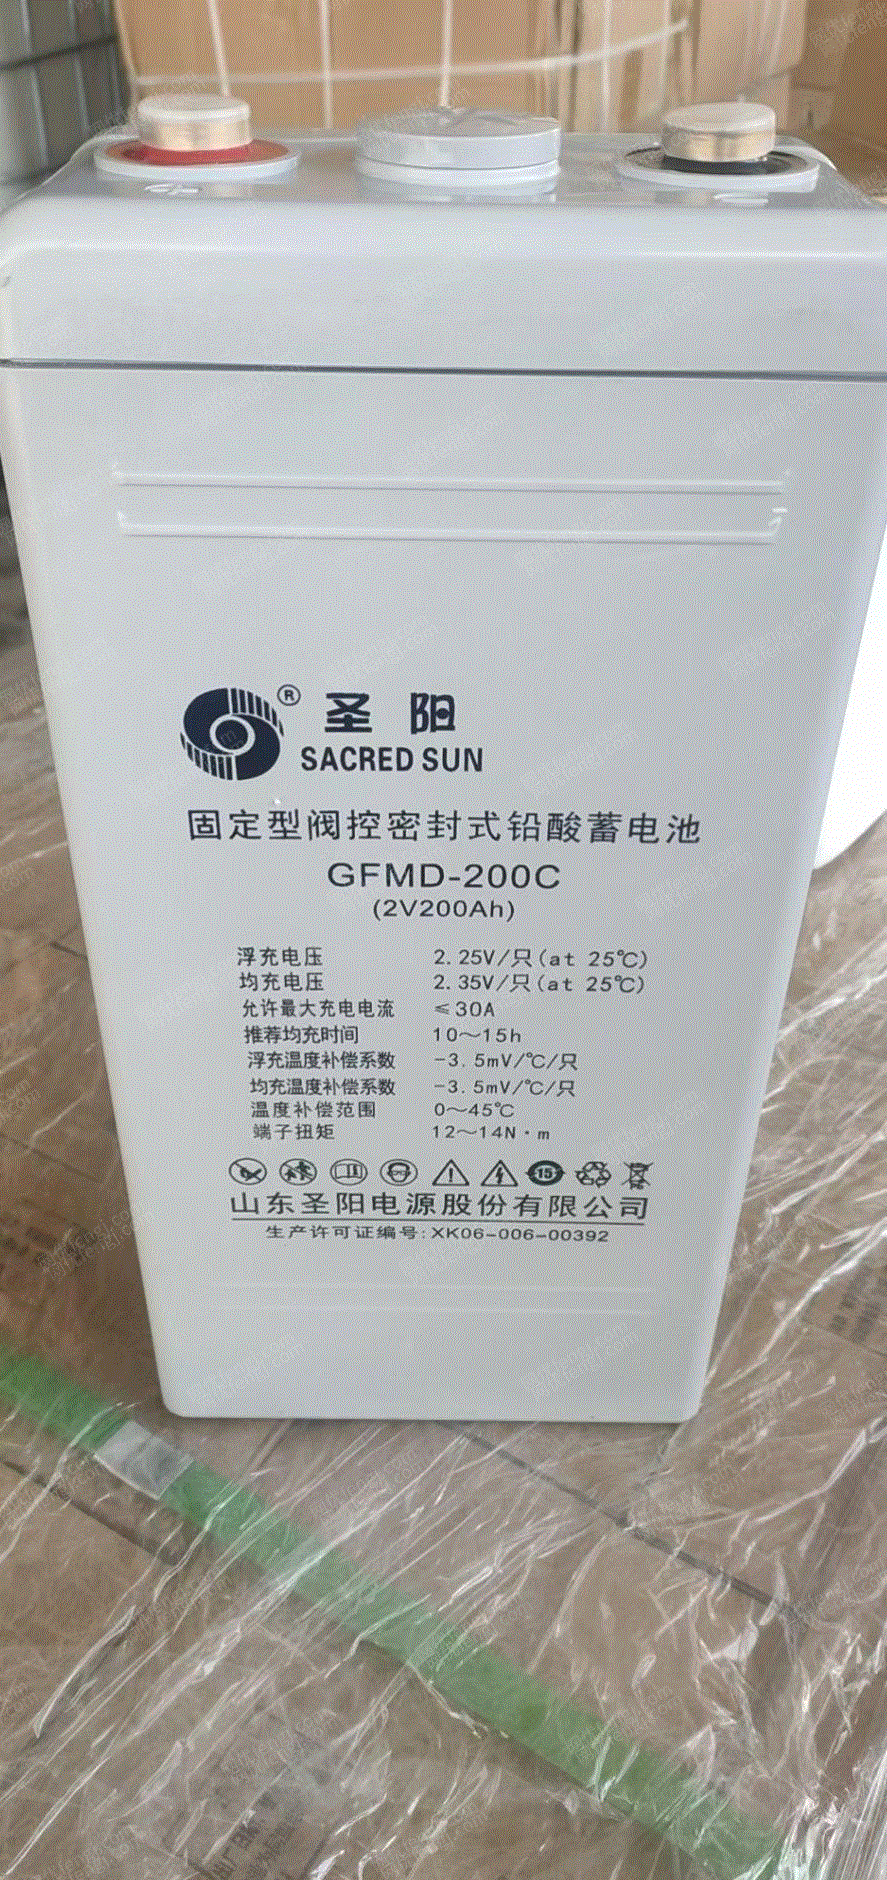 ® 圣阳
SACRED SUN
固定型阀控密封式铅酸蓄电池
GFMD-200C
(2V200Ah)
浮充电压 2.25V/只(at 25℃)
均充电压 2.35V/只(at 25℃)
允许最大充电电流 ≤30A
推荐均充时间 10~15h
浮充温度补偿系数 -3.5mV/℃/只
均充温度补偿系数 -3.5mV/℃/只
温度补偿范围 0~45℃
端子扭矩 12~14N·m
15
山东圣阳电源股份有限公司
生产许可证编号:XK06-006-00392